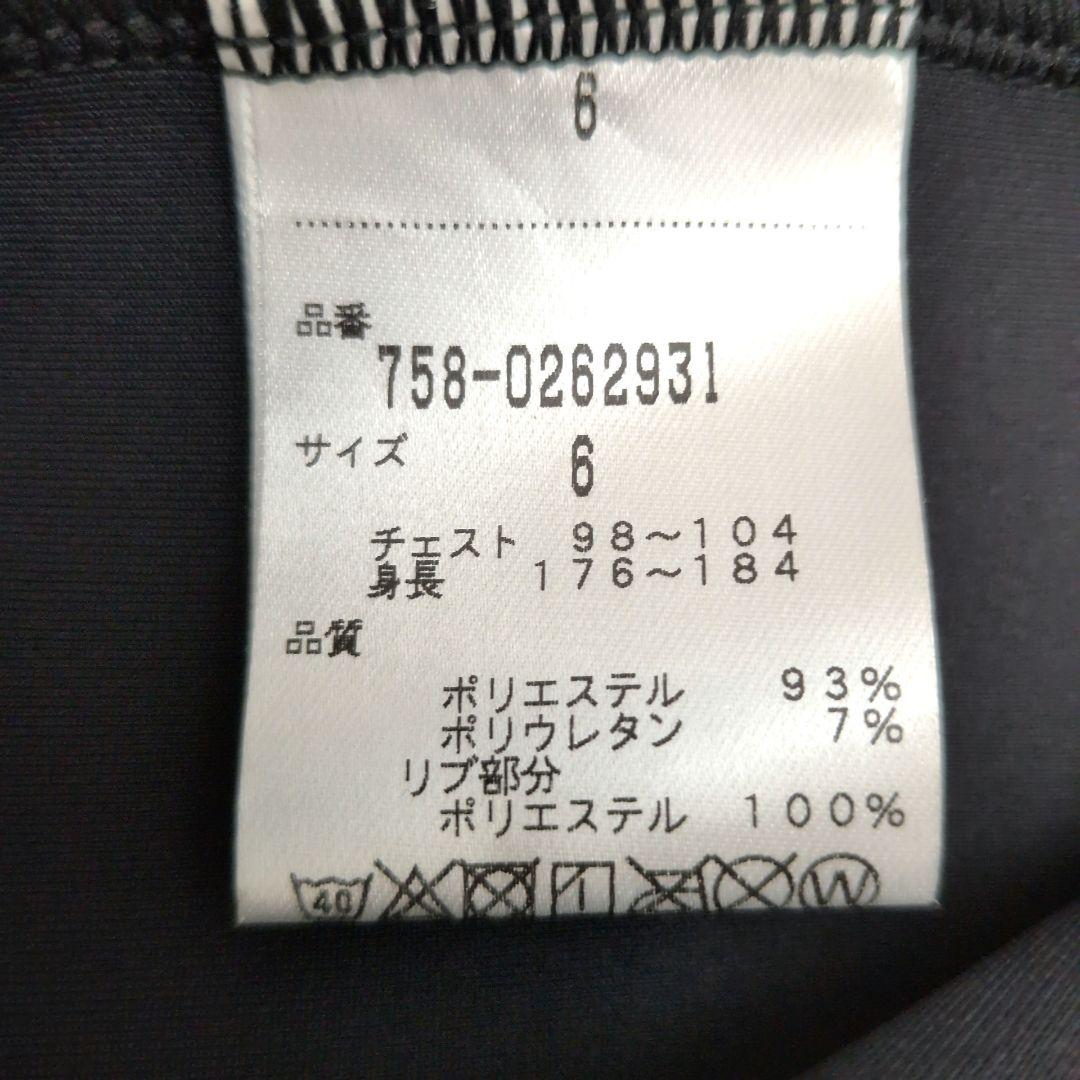 6
品番
758-0262931
サイズ 6
チェスト 98～104
身長 176～184
品質
ポリエステル 93%
ポリウレタン 7%
リブ部分
ポリエステル 100%
40 W